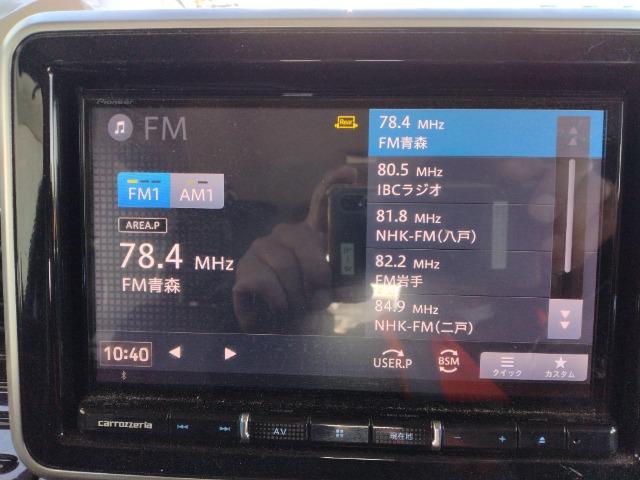 Pioneer
FM
Rear
78.4 MHz
FM青森
80.5 MHz
IBCラジオ
81.8 MHz
NHK-FM(八戸)
82.2 MHz
FM岩手
84.9 MHz
NHK-FM(二戸)
FM1 AM1
AREA.P
78.4 MHz
FM青森
10:40
USER.P BSM
クイック カスタム
carrozzeria AV 現在地 − +